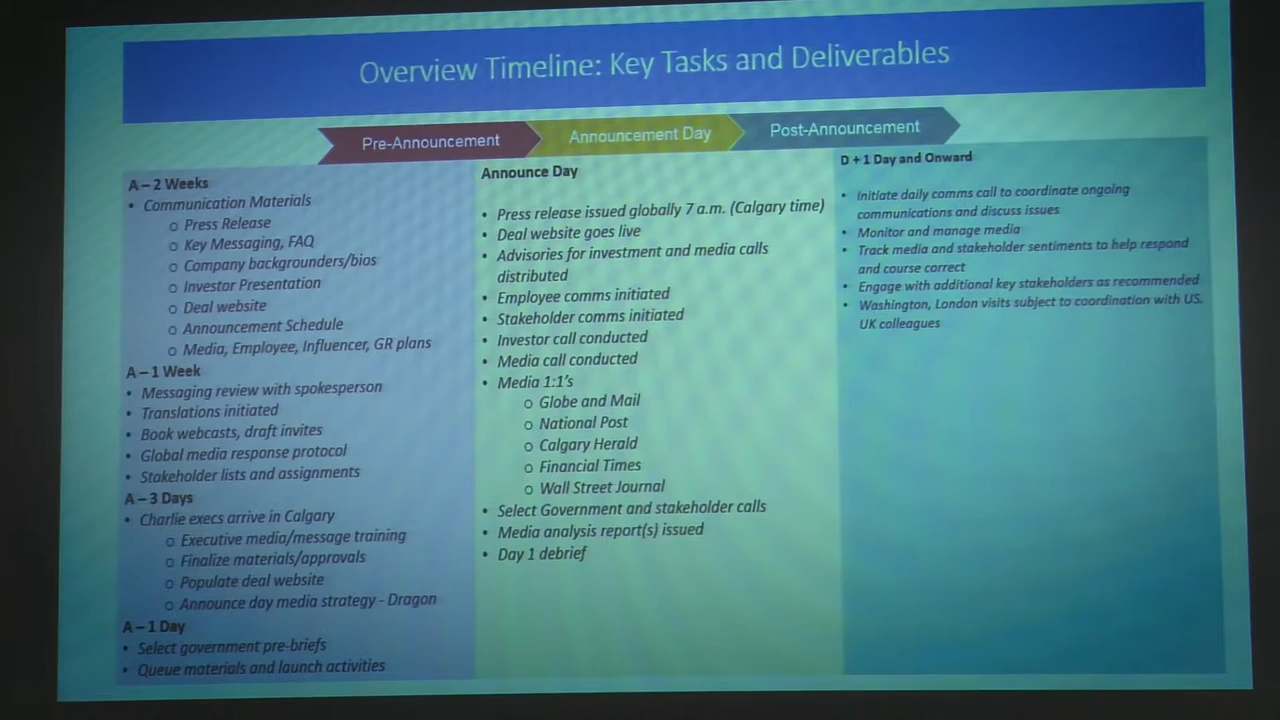 Overview Timeline: Key Tasks and Deliverables
Pre-Announcement
Announcement Day
Post-Announcement
A – 2 Weeks
• Communication Materials
o Press Release
o Key Messaging, FAQ
o Company backgrounders/bios
o Investor Presentation
o Deal website
o Announcement Schedule
o Media, Employee, Influencer, GR plans
A – 1 Week
• Messaging review with spokesperson
• Translations initiated
• Book webcasts, draft invites
• Global media response protocol
• Stakeholder lists and assignments
A – 3 Days
• Charlie execs arrive in Calgary
o Executive media/message training
o Finalize materials/approvals
o Populate deal website
o Announce day media strategy - Dragon
A – 1 Day
• Select government pre-briefs
• Queue materials and launch activities
Announce Day
• Press release issued globally 7 a.m. (Calgary time)
• Deal website goes live
• Advisories for investment and media calls
distributed
• Employee comms initiated
• Stakeholder comms initiated
• Investor call conducted
• Media call conducted
• Media 1:1's
o Globe and Mail
o National Post
o Calgary Herald
o Financial Times
o Wall Street Journal
• Select Government and stakeholder calls
• Media analysis report(s) issued
• Day 1 debrief
D + 1 Day and Onward
• Initiate daily comms call to coordinate ongoing
communications and discuss issues
• Monitor and manage media
• Track media and stakeholder sentiments to help respond
and course correct
• Engage with additional key stakeholders as recommended
• Washington, London visits subject to coordination with US.
UK colleagues